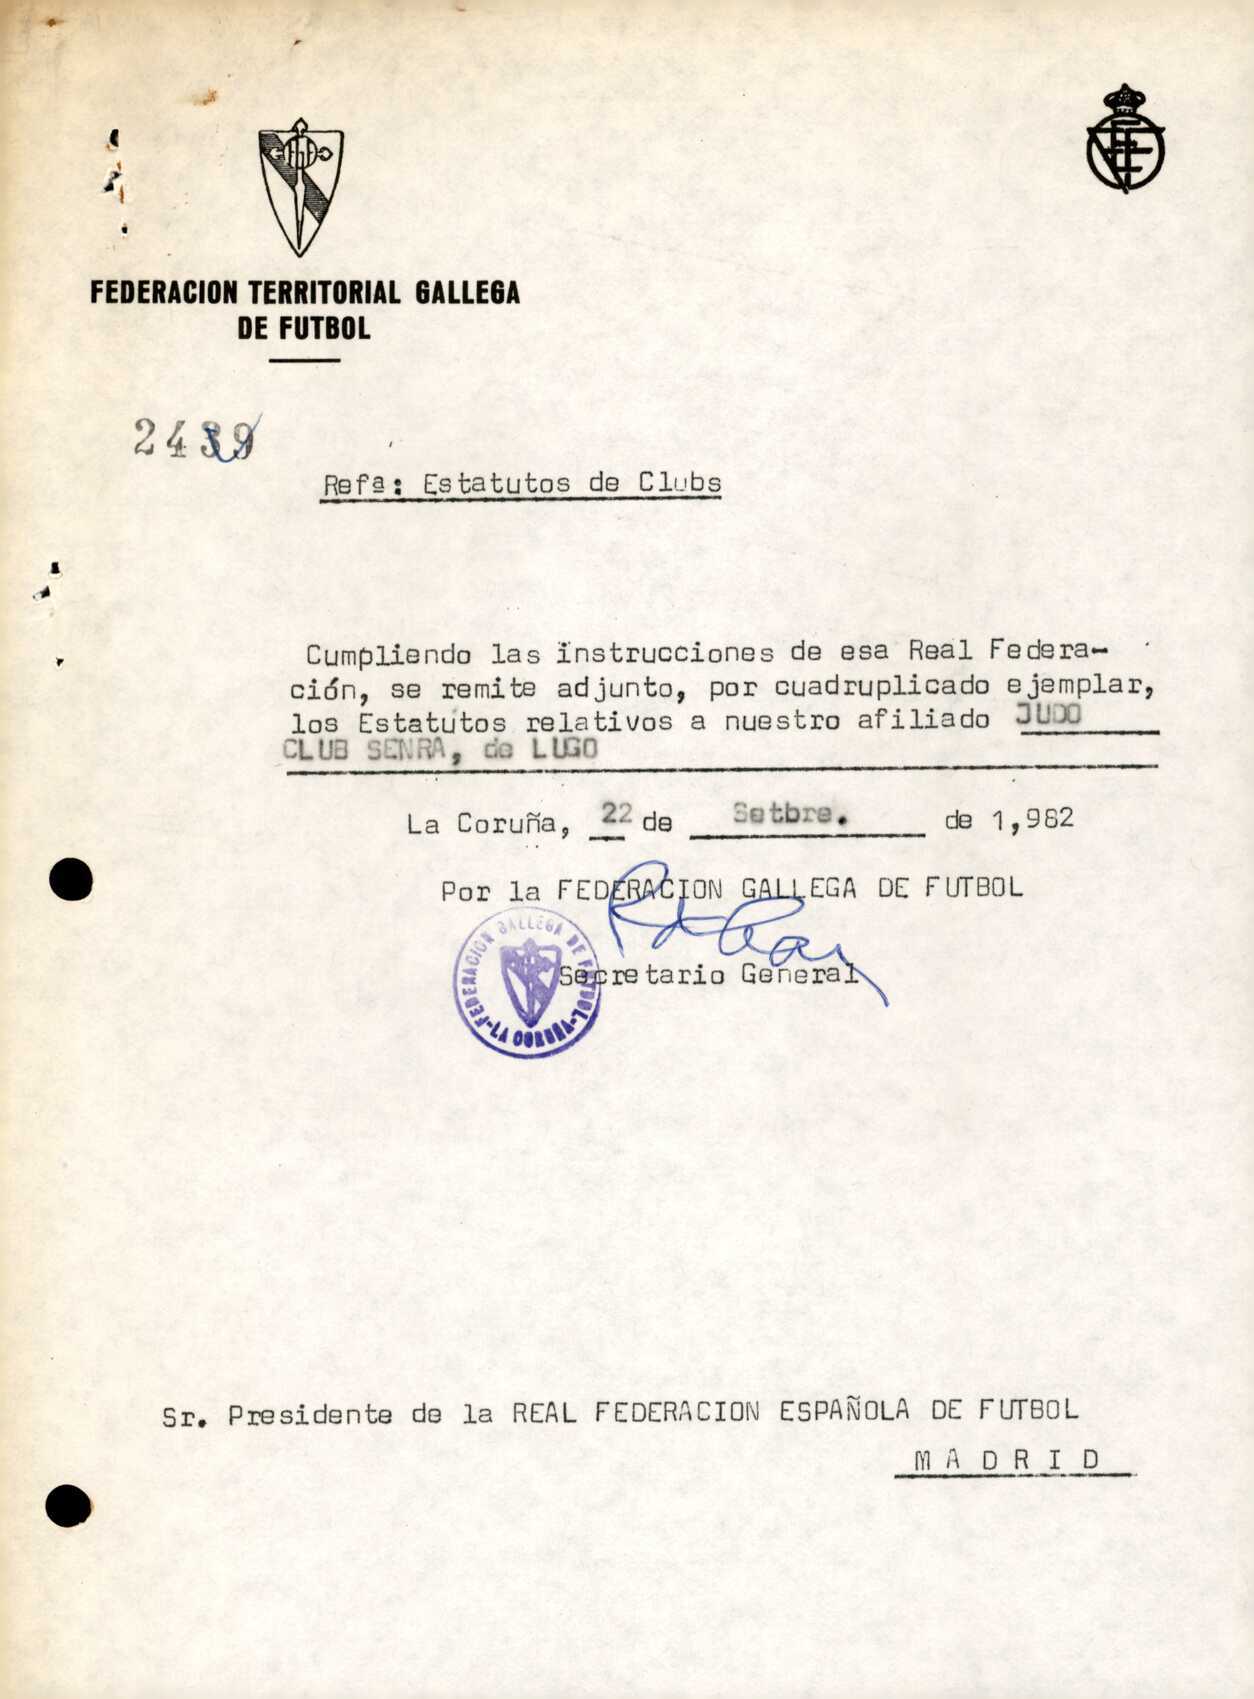 FEDERACION TERRITORIAL GALLEGA
DE FUTBOL
2439
Refª: Estatutos de Clubs
Cumpliendo las instrucciones de esa Real Federa-
ción, se remite adjunto, por cuadruplicado ejemplar,
los Estatutos relativos a nuestro afiliado JUDO
CLUB SENRA, de LUGO
La Coruña, 22 de Setbre. de 1,982
Por la FEDERACION GALLEGA DE FUTBOL
FEDERACION GALLEGA DE FUTBOL
-LA CORUÑA-
Secretario General
Sr. Presidente de la REAL FEDERACION ESPAÑOLA DE FUTBOL
M A D R I D